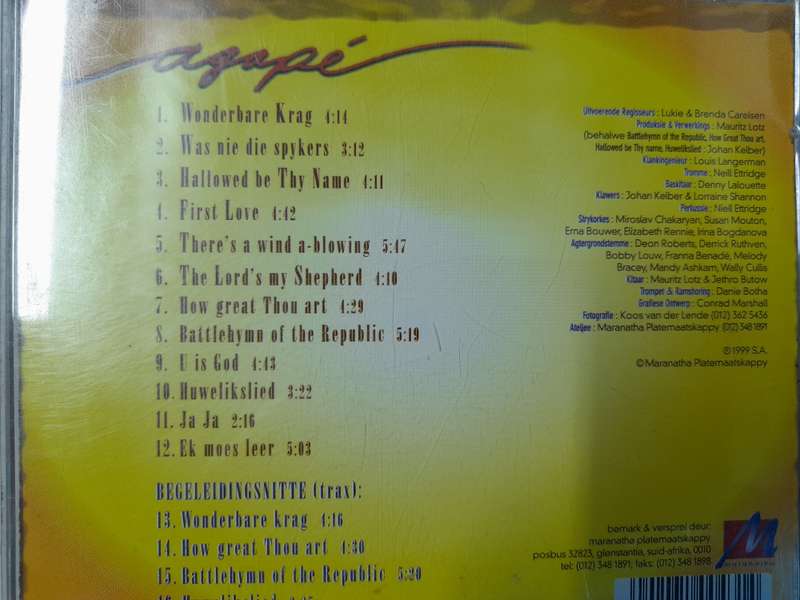 agapé
1. Wonderbare Krag 4:14
2. Was nie die spykers 3:12
3. Hallowed be Thy Name 4:11
4. First Love 4:42
5. There's a wind a-blowing 5:47
6. The Lord's my Shepherd 4:10
7. How great Thou art 4:29
8. Battlehymn of the Republic 5:19
9. U is God 4:43
10. Huwelikslied 3:22
11. Ja Ja 2:16
12. Ek moes leer 5:03
BEGELEIDINGSNITTE (trax):
13. Wonderbare krag 4:16
14. How great Thou art 4:30
15. Battlehymn of the Republic 5:20
16. Huwelikslied
Uitvoerende Regisseurs : Lukie & Brenda Carelsen
Produksie & Verwerkings : Mauritz Lotz
(behalwe Battlehymn of the Republic, How Great Thou art,
Hallowed be Thy name, Huwelikslied : Johan Kelber)
Klankingenieur : Louis Langerman
Tromme : Neill Ettridge
Baskitaar : Denny Lalouette
Klawers : Johan Kelber & Lorraine Shannon
Perkussie : Niell Ettridge
Strykorkes : Miroslav Chakaryan, Susan Mouton,
Erna Bouwer, Elizabeth Rennie, Irina Bogdanova
Agtergrondstemme : Deon Roberts, Derrick Ruthven,
Bobby Louw, Franna Benadé, Melody
Bracey, Mandy Ashkam, Wally Cullis
Kitaar : Mauritz Lotz & Jethro Butow
Trompet & Ramshoring : Danie Botha
Grafiese Ontwerp : Conrad Marshall
Fotografie : Koos van der Lende (012) 362 5436
Ateljee : Maranatha Platemaatskappy (012) 348 1891
℗ 1999 S.A.
© Maranatha Platemaatskappy
bemark & versprei deur:
maranatha platemaatskappy
posbus 32823, glenstantia, suid-afrika, 0010
tel: (012) 348 1891, faks: (012) 348 1898
M
maranatha